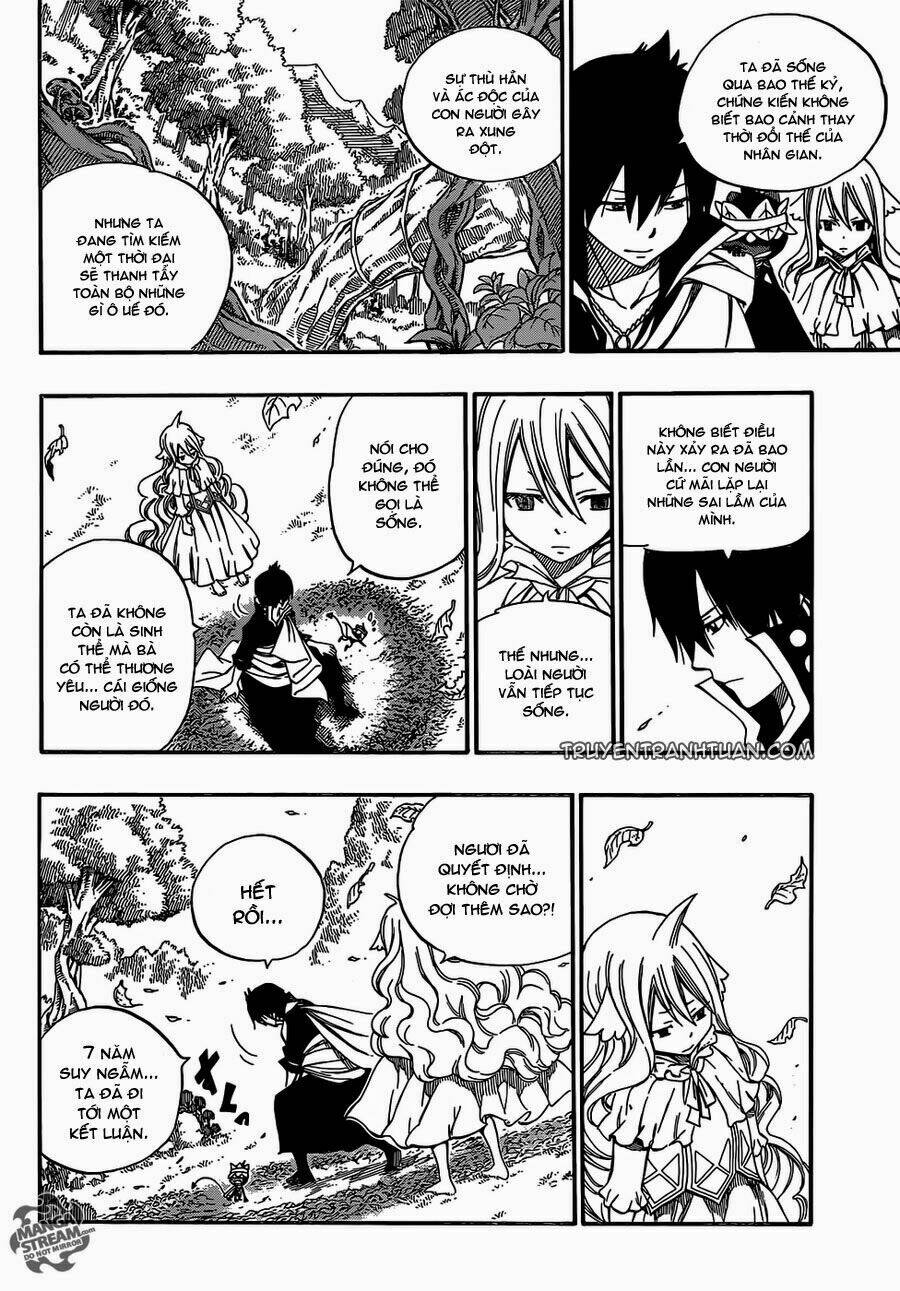 TA ĐÃ SỐNG
QUA BAO THẾ KỶ,
CHỨNG KIẾN KHÔNG
BIẾT BAO CẢNH THAY
THỜI ĐỔI THẾ CỦA
NHÂN GIAN.
SỰ THÙ HẰN
VÀ ÁC ĐỘC CỦA
CON NGƯỜI GÂY
RA XUNG
ĐỘT.
NHƯNG TA
ĐANG TÌM KIẾM
MỘT THỜI ĐẠI
SẼ THANH TẨY
TOÀN BỘ NHỮNG
GÌ Ô UẾ ĐÓ.
KHÔNG BIẾT ĐIỀU
NÀY XẢY RA ĐÃ BAO
LẦN... CON NGƯỜI
CỨ MÃI LẶP LẠI
NHỮNG SAI LẦM CỦA
MÌNH.
THẾ NHƯNG...
LOÀI NGƯỜI
VẪN TIẾP TỤC
SỐNG.
NÓI CHO
ĐÚNG, ĐÓ
KHÔNG THỂ
GỌI LÀ
SỐNG.
TA ĐÃ KHÔNG
CÒN LÀ SINH
THỂ MÀ BÀ
CÓ THỂ THƯƠNG
YÊU... CÁI GIỐNG
NGƯỜI ĐÓ.
TRUYENTRANHTUAN.COM
NGƯƠI ĐÃ
QUYẾT ĐỊNH...
KHÔNG CHỜ
ĐỢI THÊM SAO?!
HẾT
RỒI...
7 NĂM
SUY NGẪM...
TA ĐÃ ĐI
TỚI MỘT
KẾT LUẬN.
MANGA
STREAM.com
DO NOT MIRROR